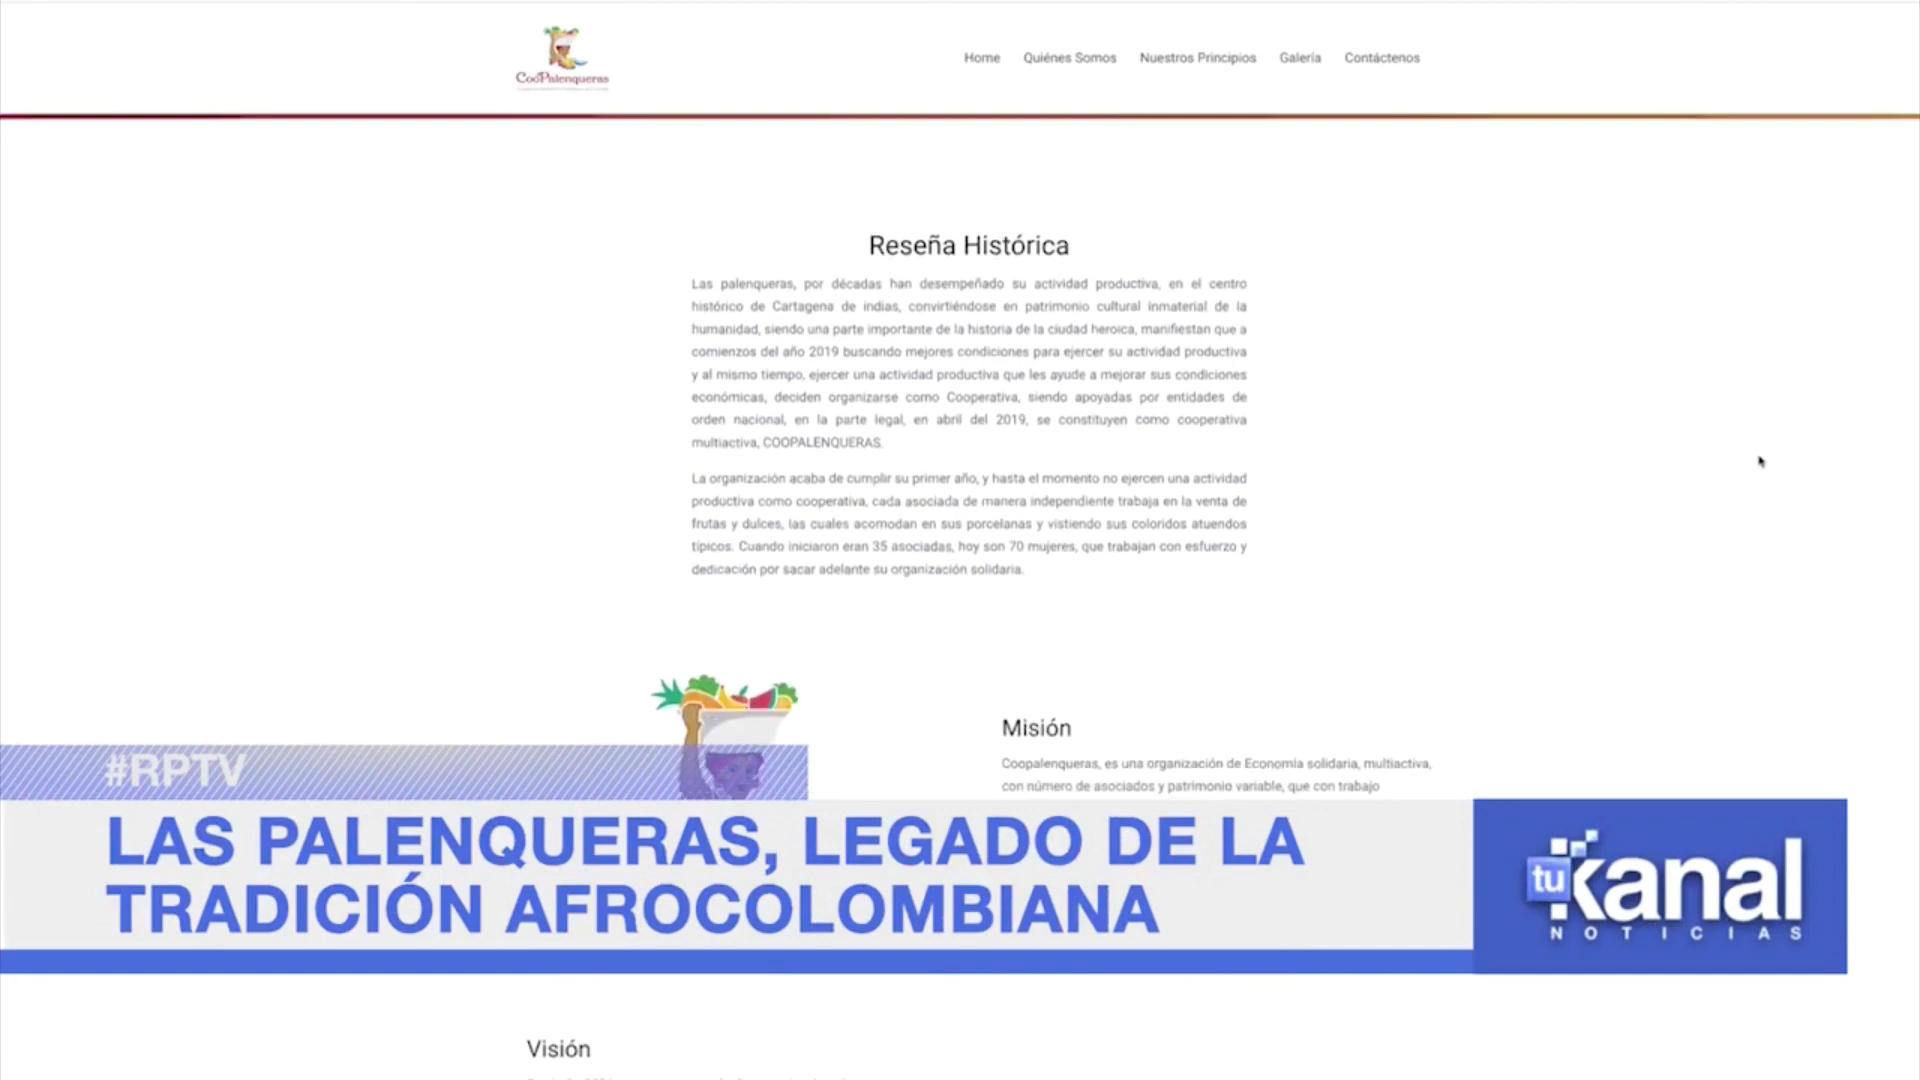 CooPalenqueras
Home Quiénes Somos Nuestros Principios Galería Contáctenos
Reseña Histórica
Las palenqueras, por décadas han desempeñado su actividad productiva, en el centro
histórico de Cartagena de indias, convirtiéndose en patrimonio cultural inmaterial de la
humanidad, siendo una parte importante de la historia de la ciudad heroica, manifiestan que a
comienzos del año 2019 buscando mejores condiciones para ejercer su actividad productiva
y al mismo tiempo, ejercer una actividad productiva que les ayude a mejorar sus condiciones
económicas, deciden organizarse como Cooperativa, siendo apoyadas por entidades de
orden nacional, en la parte legal, en abril del 2019, se constituyen como cooperativa
multiactiva, COOPALENQUERAS.
La organización acaba de cumplir su primer año, y hasta el momento no ejercen una actividad
productiva como cooperativa, cada asociada de manera independiente trabaja en la venta de
frutas y dulces, las cuales acomodan en sus porcelanas y vistiendo sus coloridos atuendos
típicos. Cuando iniciaron eran 35 asociadas, hoy son 70 mujeres, que trabajan con esfuerzo y
dedicación por sacar adelante su organización solidaria.
Misión
Coopalenqueras, es una organización de Economía solidaria, multiactiva,
con número de asociados y patrimonio variable, que con trabajo
#RPTV
LAS PALENQUERAS, LEGADO DE LA
TRADICIÓN AFROCOLOMBIANA
tu kanal
NOTICIAS
Visión